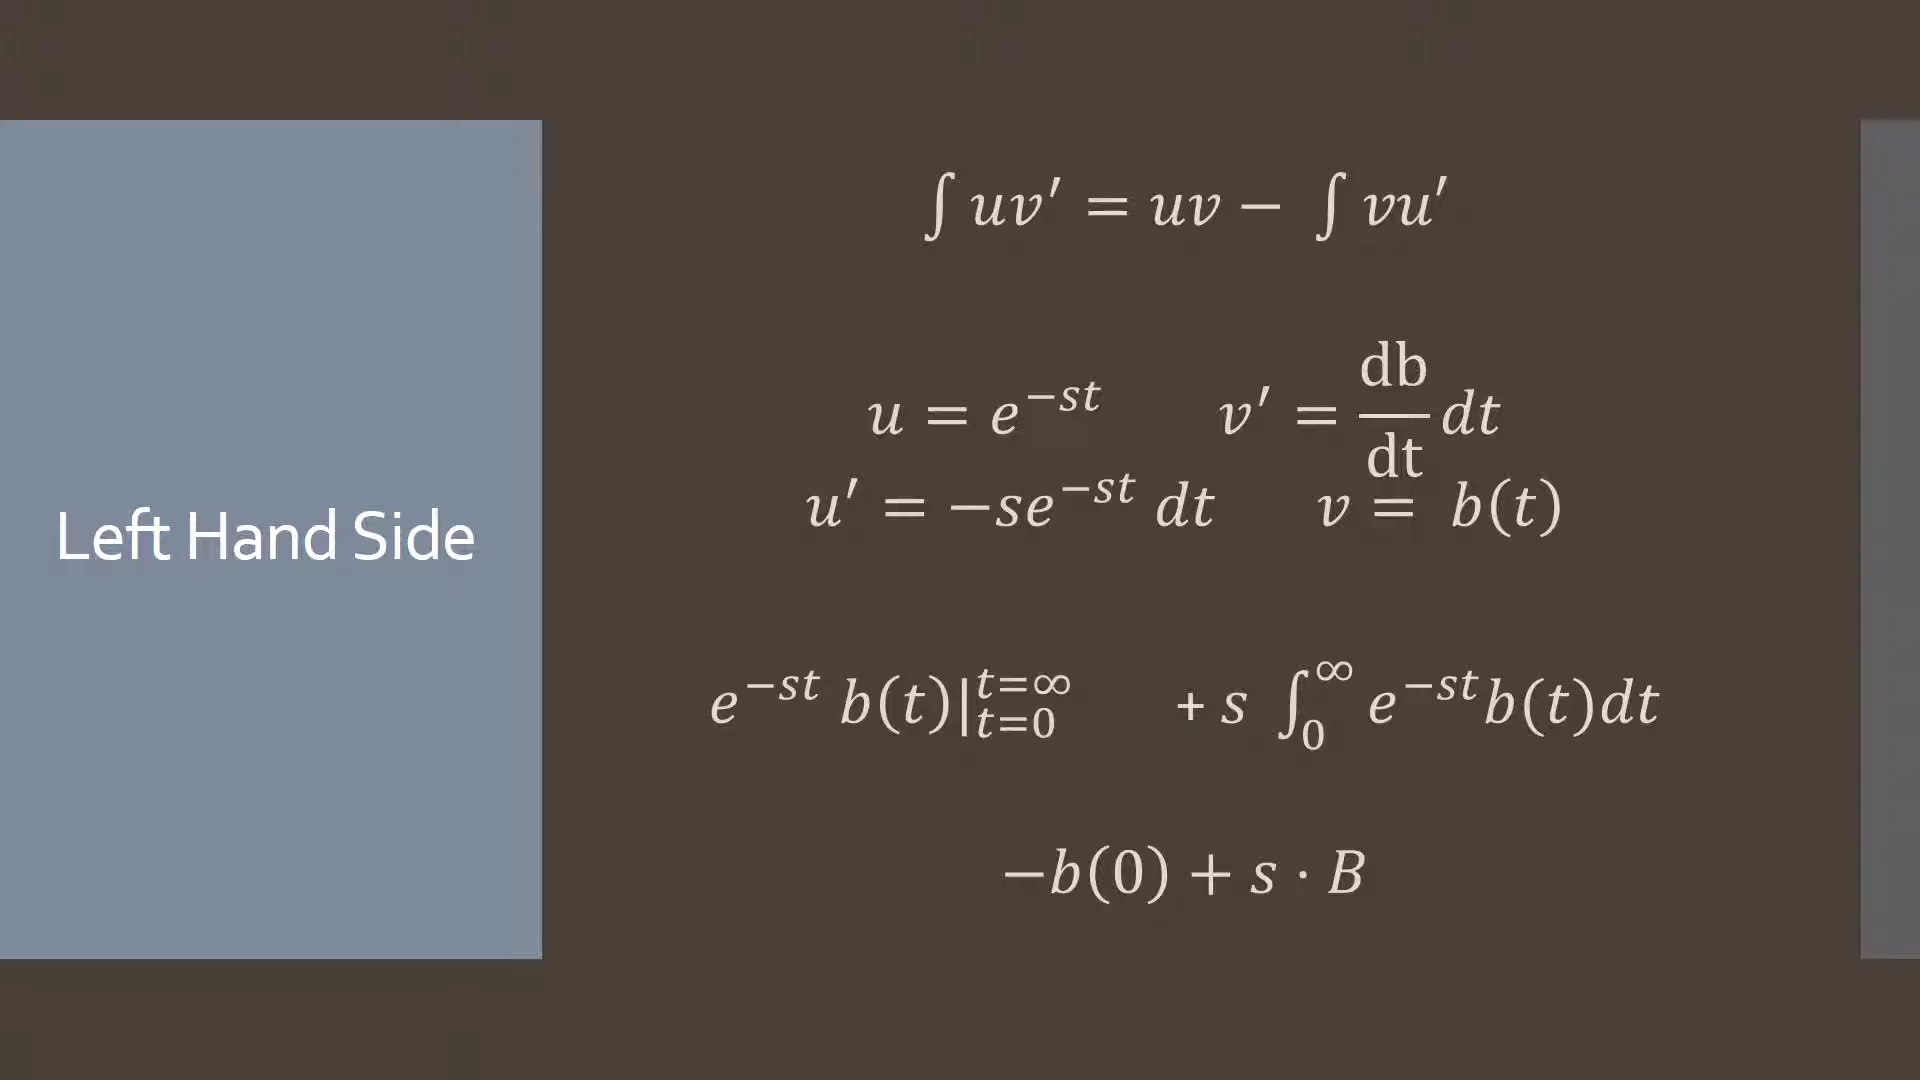 Left Hand Side
∫ uv′ = uv − ∫ vu′
u = e^{−st} v′ = \frac{db}{dt} dt
u′ = −se^{−st} dt v = b(t)
e^{−st} b(t)|_{t=0}^{t=∞} + s ∫_0^∞ e^{−st}b(t)dt
−b(0) + s · B